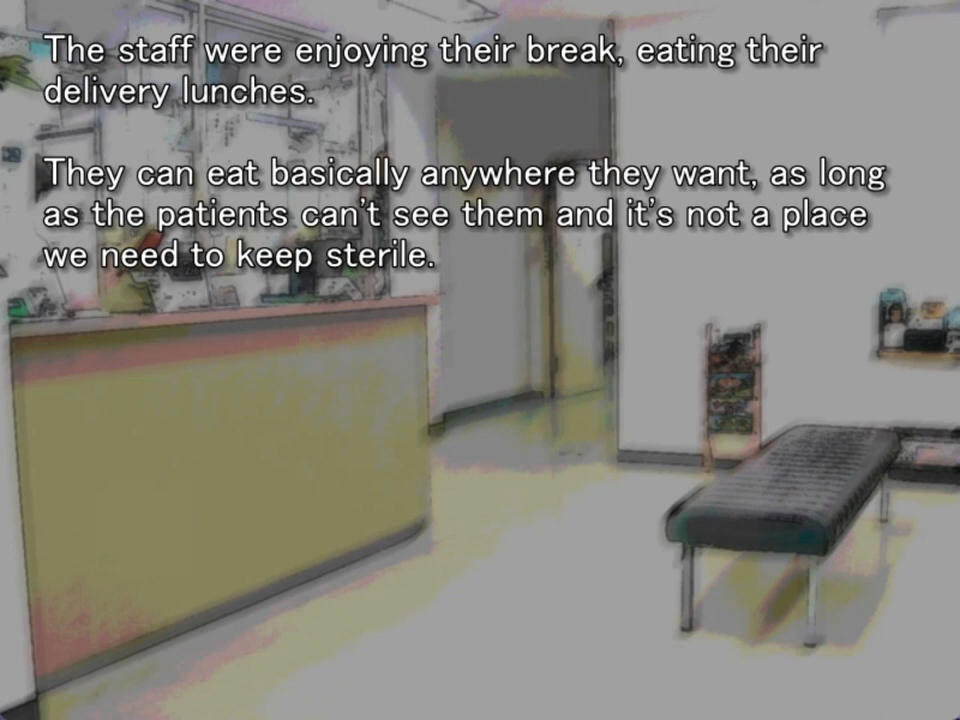 The staff were enjoying their break, eating their
delivery lunches.
They can eat basically anywhere they want, as long
as the patients can't see them and it's not a place
we need to keep sterile.